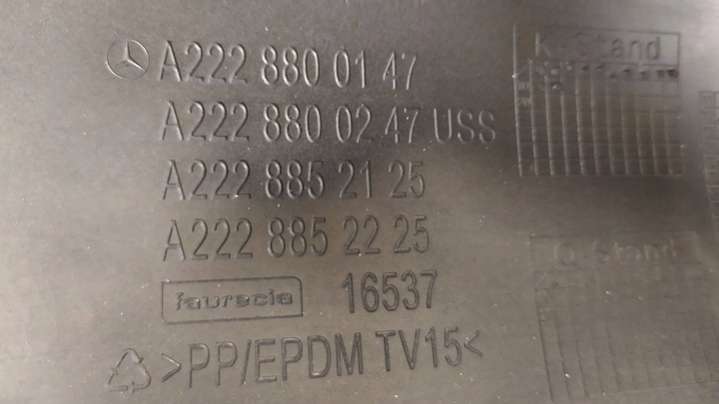 A222 880 01 47
A222 880 02 47 USS
A222 885 21 25
A222 885 22 25
faurecia 16537
>PP/EPDM TV15<
K-Stand